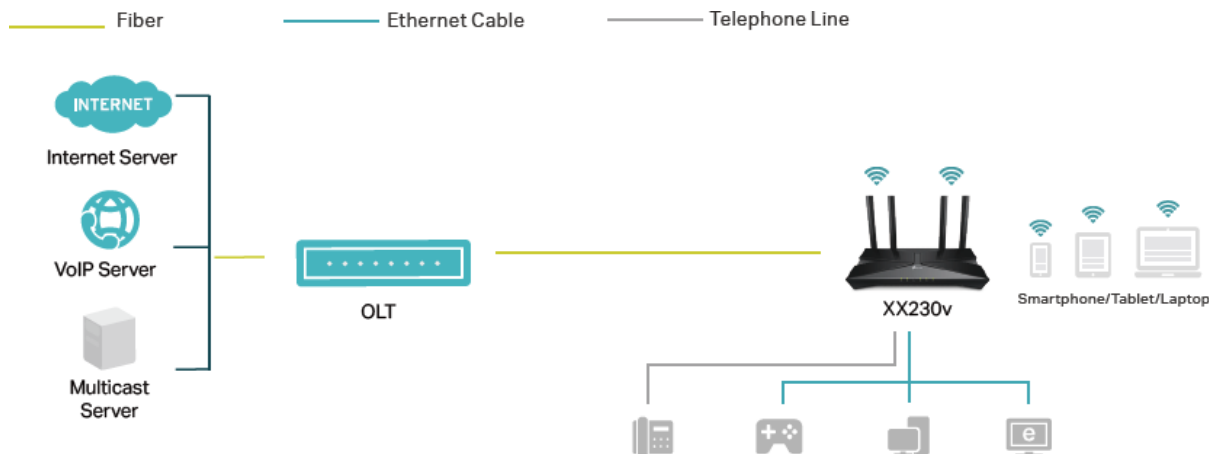 Fiber
Ethernet Cable
Telephone Line
INTERNET
Internet Server
VoIP Server
Multicast
Server
OLT
XX230v
Smartphone/Tablet/Laptop
e